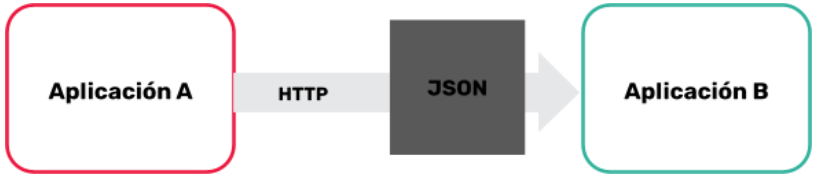 Aplicación A
HTTP
JSON
Aplicación B